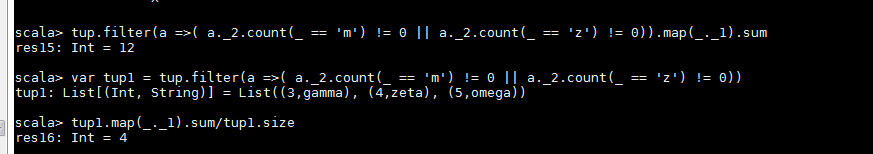 scala> tup.filter(a =>( a._2.count(_ == 'm') != 0 || a._2.count(_ == 'z') != 0)).map(_._1).sum
res15: Int = 12
scala> var tup1 = tup.filter(a =>( a._2.count(_ == 'm') != 0 || a._2.count(_ == 'z') != 0))
tup1: List[(Int, String)] = List((3,gamma), (4,zeta), (5,omega))
scala> tup1.map(_._1).sum/tup1.size
res16: Int = 4